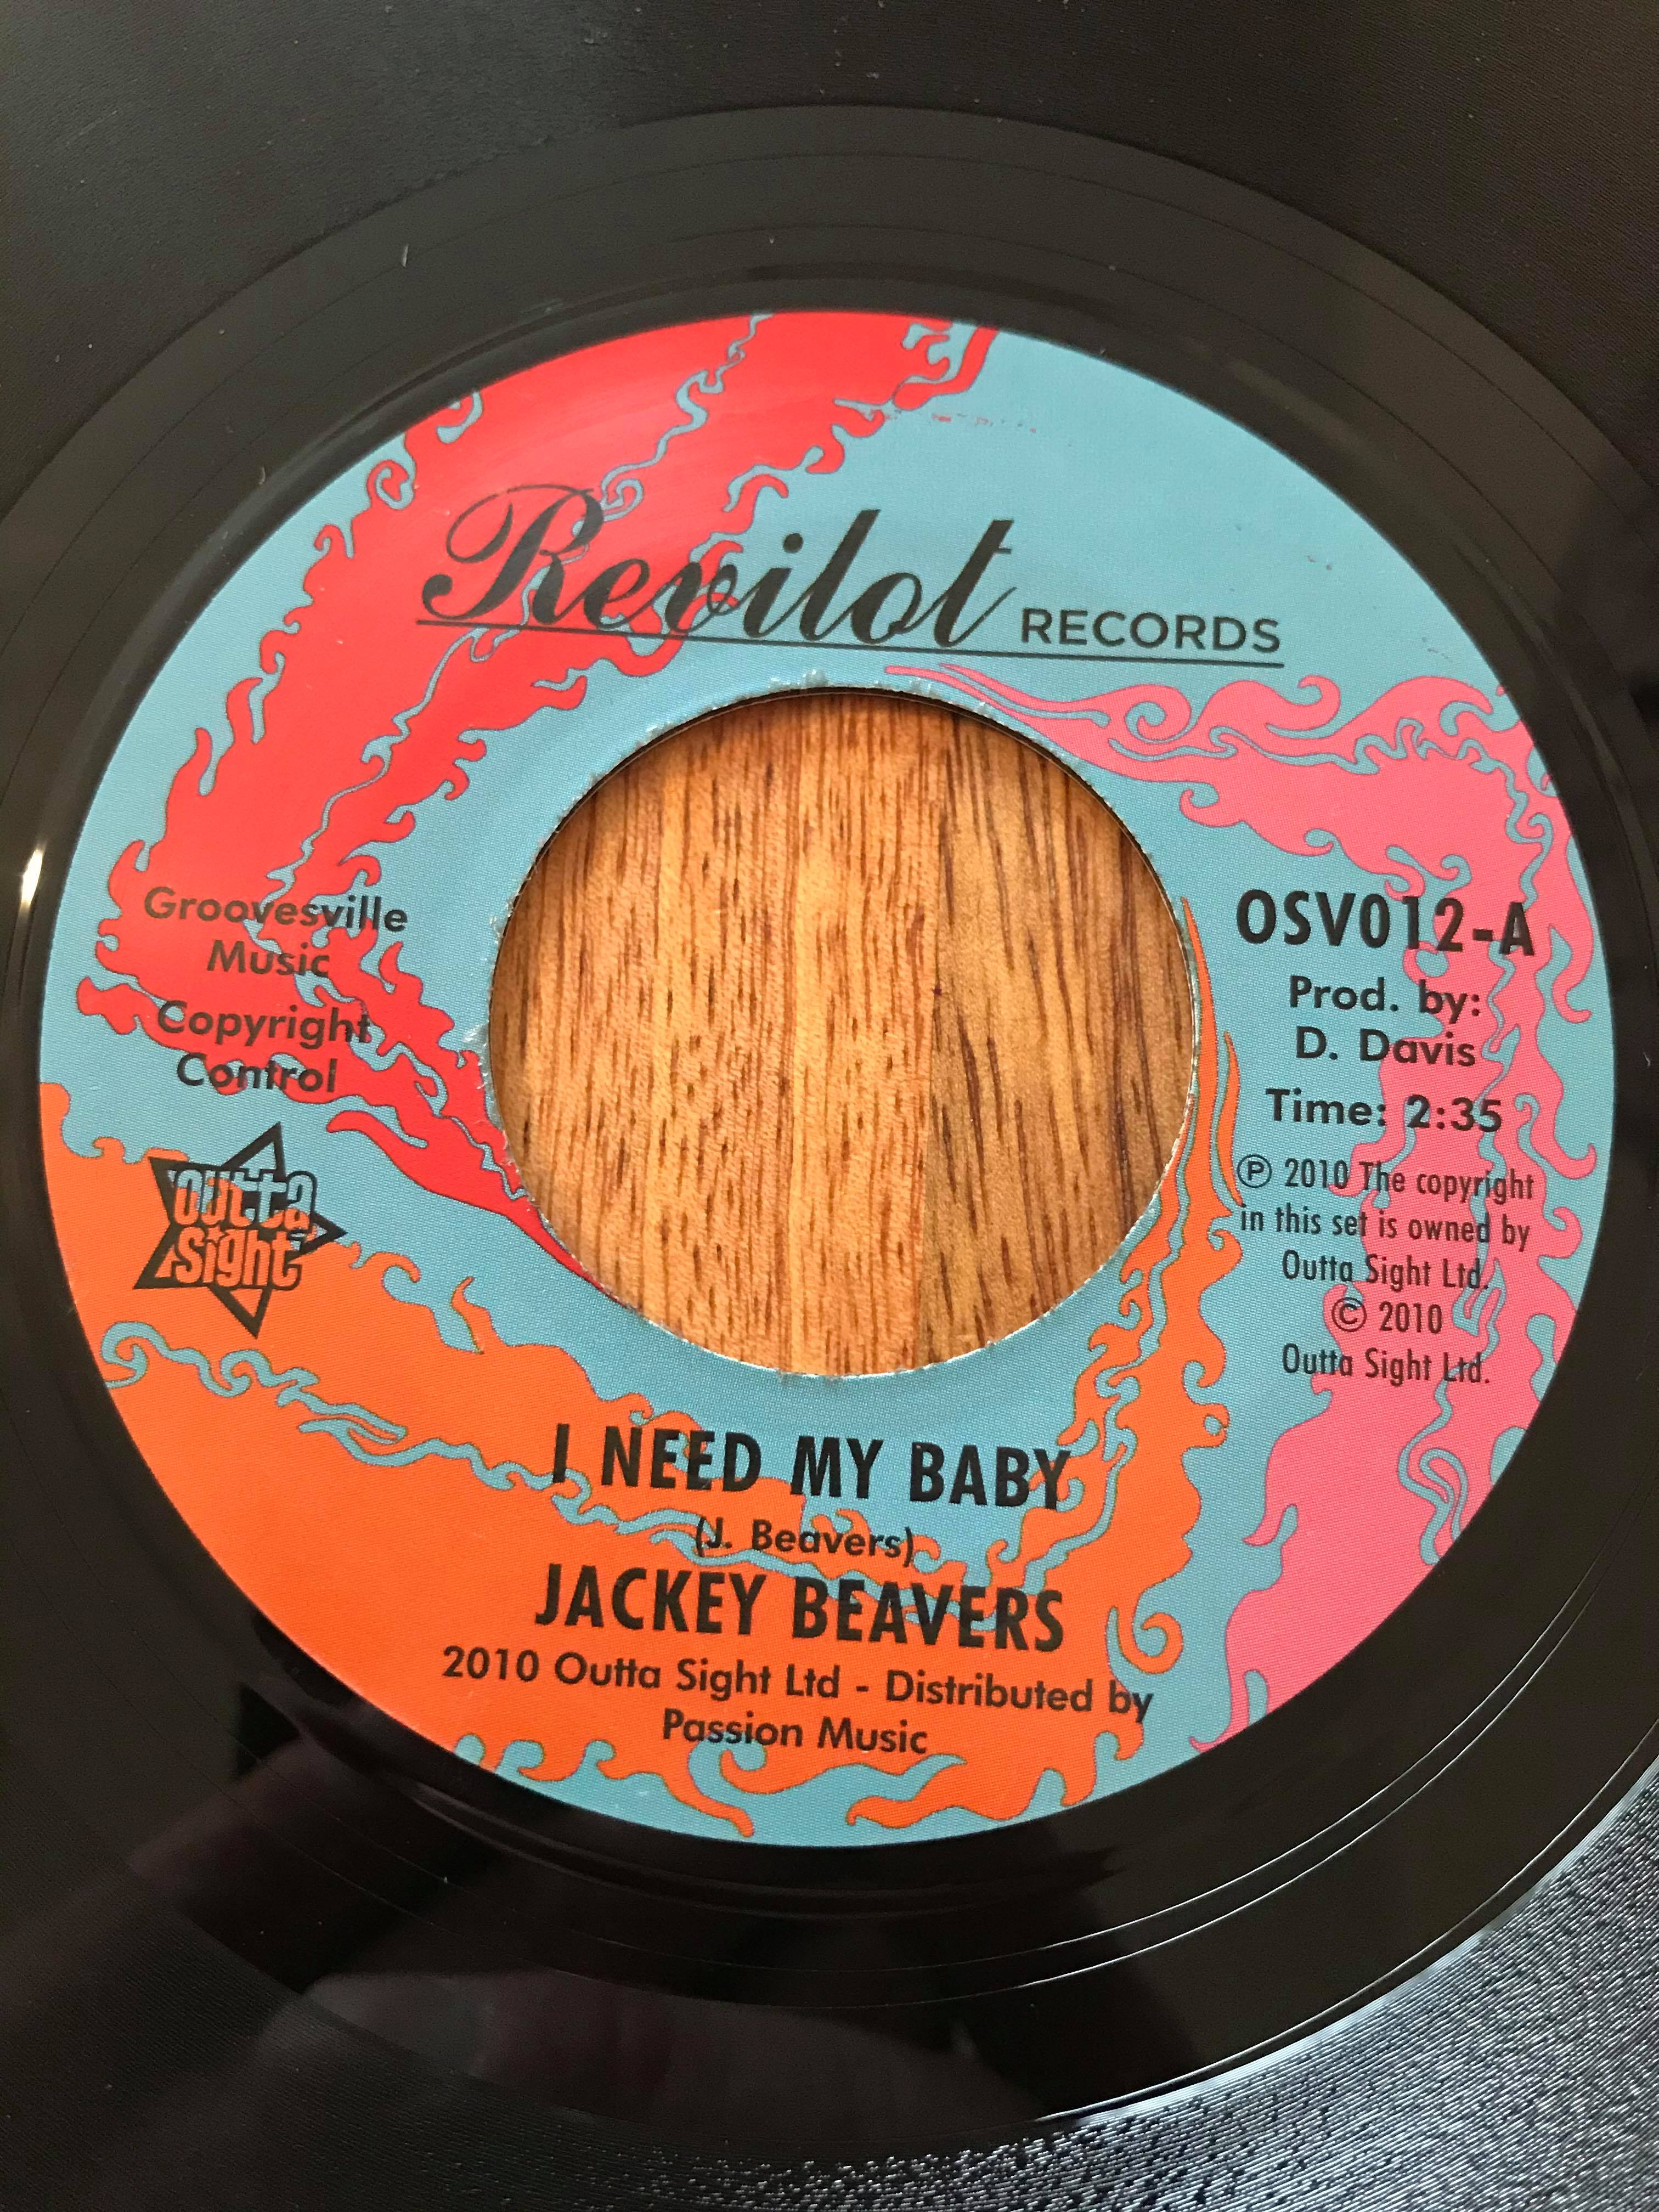 Revilot RECORDS
Groovesville
Music
Copyright
Control
outta
sight
OSV012-A
Prod. by:
D. Davis
Time: 2:35
℗ 2010 The copyright
in this set is owned by
Outta Sight Ltd.
© 2010
Outta Sight Ltd.
I NEED MY BABY
(J. Beavers)
JACKEY BEAVERS
2010 Outta Sight Ltd - Distributed by
Passion Music